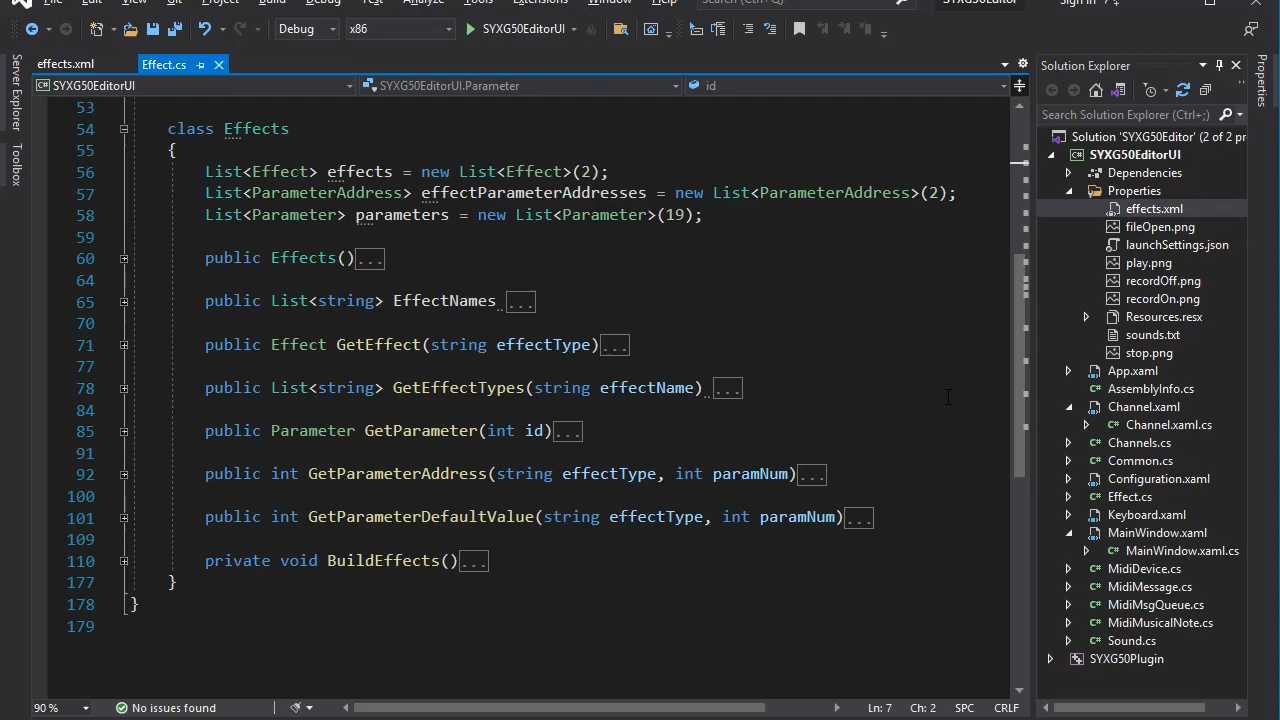 Debug
x86
SYXG50EditorUI
effects.xml
Effect.cs
SYXG50EditorUI
SYXG50EditorUI.Parameter
id
Server Explorer
Toolbox
53
54 class Effects
55 {
56 List<Effect> effects = new List<Effect>(2);
57 List<ParameterAddress> effectParameterAddresses = new List<ParameterAddress>(2);
58 List<Parameter> parameters = new List<Parameter>(19);
59
60 public Effects()...
64
65 public List<string> EffectNames ...
70
71 public Effect GetEffect(string effectType)...
77
78 public List<string> GetEffectTypes(string effectName) ...
84
85 public Parameter GetParameter(int id)...
91
92 public int GetParameterAddress(string effectType, int paramNum)...
100
101 public int GetParameterDefaultValue(string effectType, int paramNum)...
109
110 private void BuildEffects()...
177 }
178 }
179
90 %
No issues found
Ln: 7
Ch: 2
SPC
CRLF
Solution Explorer
Search Solution Explorer (Ctrl+;)
Solution 'SYXG50Editor' (2 of 2 pr
SYXG50EditorUI
Dependencies
Properties
effects.xml
fileOpen.png
launchSettings.json
play.png
recordOff.png
recordOn.png
Resources.resx
sounds.txt
stop.png
App.xaml
AssemblyInfo.cs
Channel.xaml
Channel.xaml.cs
Channels.cs
Common.cs
Configuration.xaml
Effect.cs
Keyboard.xaml
MainWindow.xaml
MainWindow.xaml.cs
MidiDevice.cs
MidiMessage.cs
MidiMsgQueue.cs
MidiMusicalNote.cs
Sound.cs
SYXG50Plugin
Properties